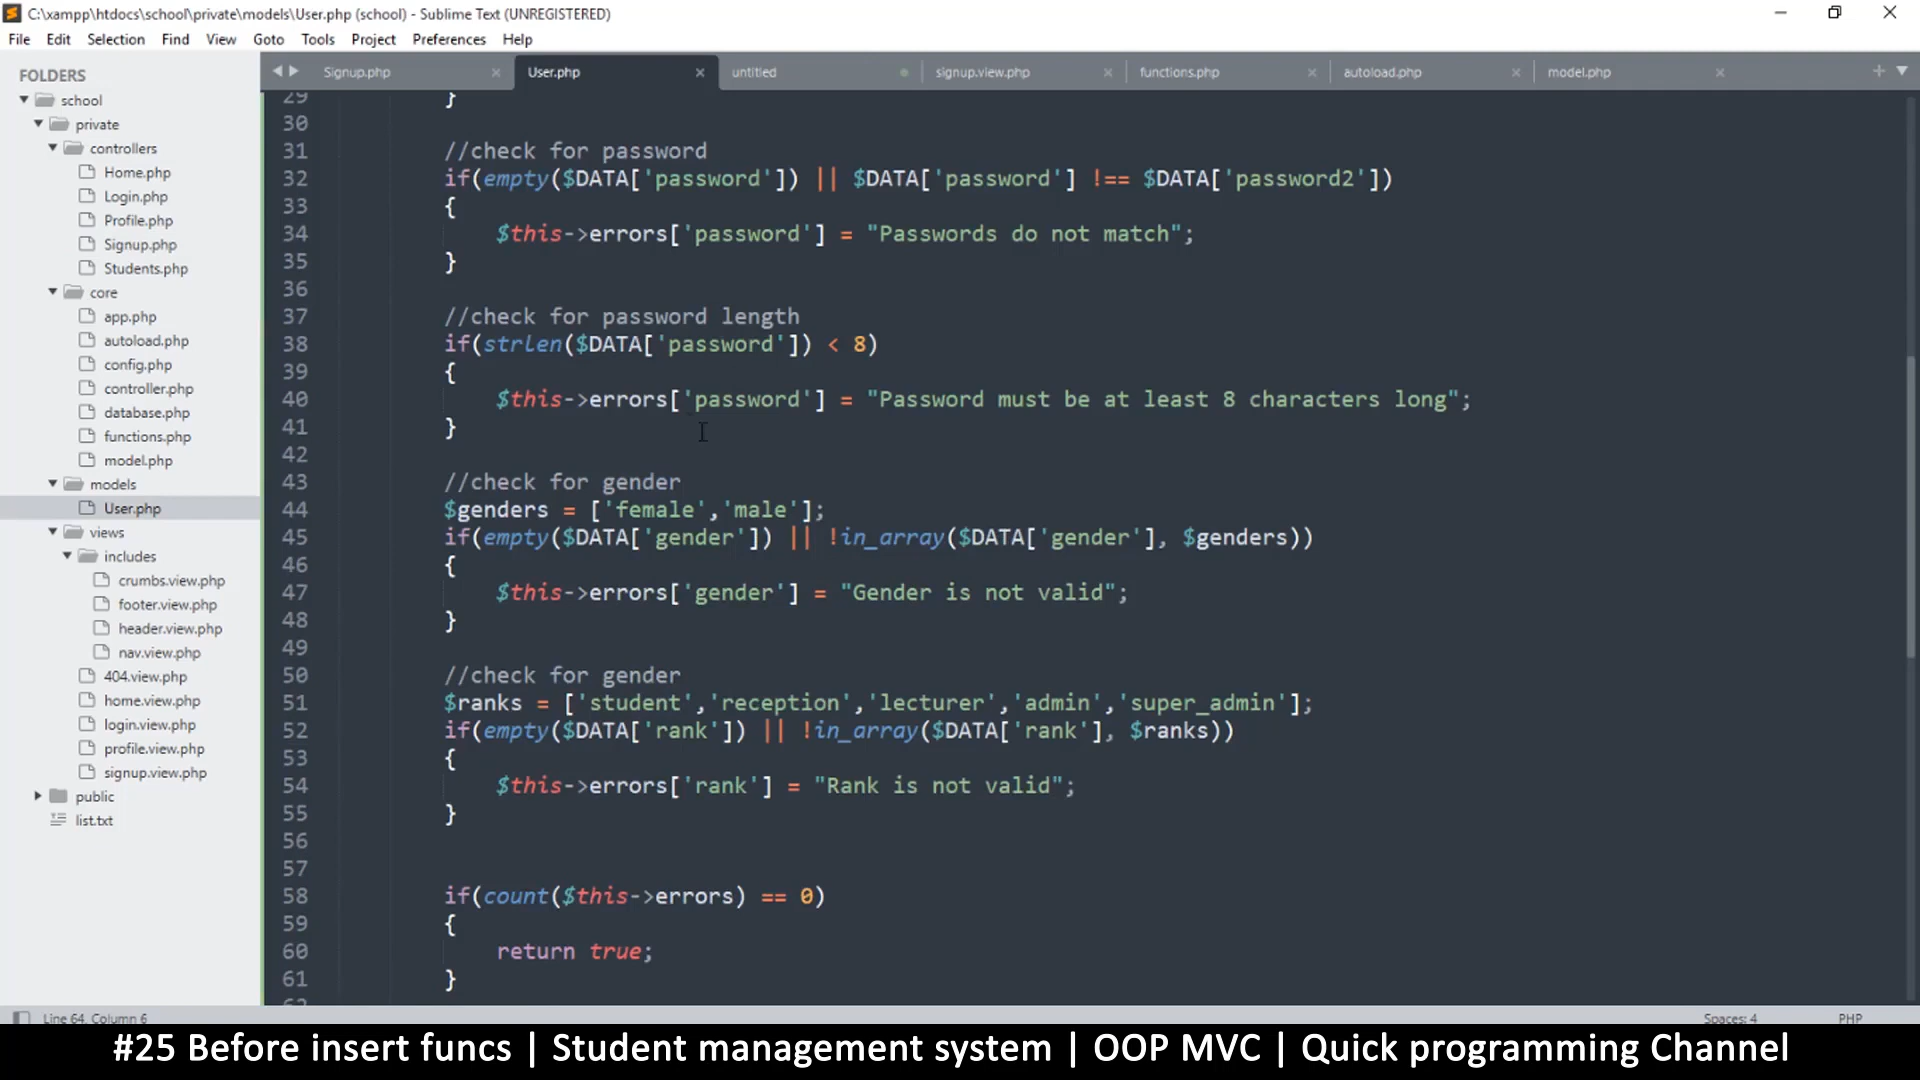 C:\xampp\htdocs\school\private\models\User.php (school) - Sublime Text (UNREGISTERED)
File Edit Selection Find View Goto Tools Project Preferences Help
FOLDERS
school
private
controllers
Home.php
Login.php
Profile.php
Signup.php
Students.php
core
app.php
autoload.php
config.php
controller.php
database.php
functions.php
model.php
models
User.php
views
includes
crumbs.view.php
footer.view.php
header.view.php
nav.view.php
404.view.php
home.view.php
login.view.php
profile.view.php
signup.view.php
public
list.txt
Signup.php User.php untitled signup.view.php functions.php autoload.php model.php
29 }
30
31 //check for password
32 if(empty($DATA['password']) || $DATA['password'] !== $DATA['password2'])
33 {
34 $this->errors['password'] = "Passwords do not match";
35 }
36
37 //check for password length
38 if(strlen($DATA['password']) < 8)
39 {
40 $this->errors['password'] = "Password must be at least 8 characters long";
41 }
42
43 //check for gender
44 $genders = ['female','male'];
45 if(empty($DATA['gender']) || !in_array($DATA['gender'], $genders))
46 {
47 $this->errors['gender'] = "Gender is not valid";
48 }
49
50 //check for gender
51 $ranks = ['student','reception','lecturer','admin','super_admin'];
52 if(empty($DATA['rank']) || !in_array($DATA['rank'], $ranks))
53 {
54 $this->errors['rank'] = "Rank is not valid";
55 }
56
57
58 if(count($this->errors) == 0)
59 {
60 return true;
61 }
62
Line 64, Column 6 Spaces: 4 PHP
#25 Before insert funcs | Student management system | OOP MVC | Quick programming Channel